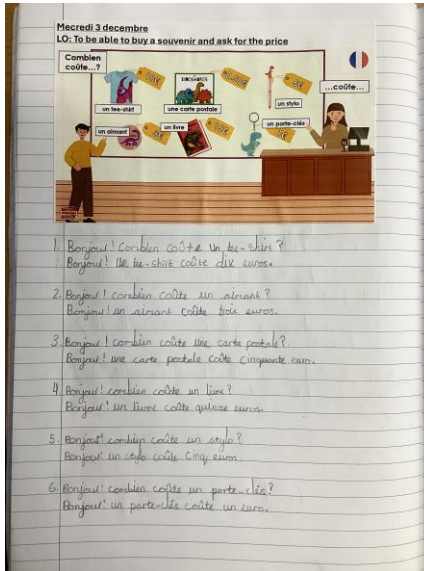 Mecredi 3 decembre
LO: To be able to buy a souvenir and ask for the price
Combien coûte...?
...coûte...
un tee-shirt
une carte postale
un stylo
un aimant
un livre
un porte-clés
1. Bonjour! Combien coûte un tee-shirt?
Bonjour! Un tee-shirt coûte dix euros.
2. Bonjour! combien coûte un aimant?
Bonjour! un aimant coûte trois euros.
3. Bonjour! combien coûte une carte postale?
Bonjour! une carte postale coûte cinquante euro.
4. Bonjour! combien coûte un livre?
Bonjour! un livre coûte quinze euros.
5. Bonjour! combien coûte un stylo?
Bonjour! un stylo coûte cinq euros.
6. Bonjour! combien coûte un porte-clés?
Bonjour! un porte-clés coûte un euro.